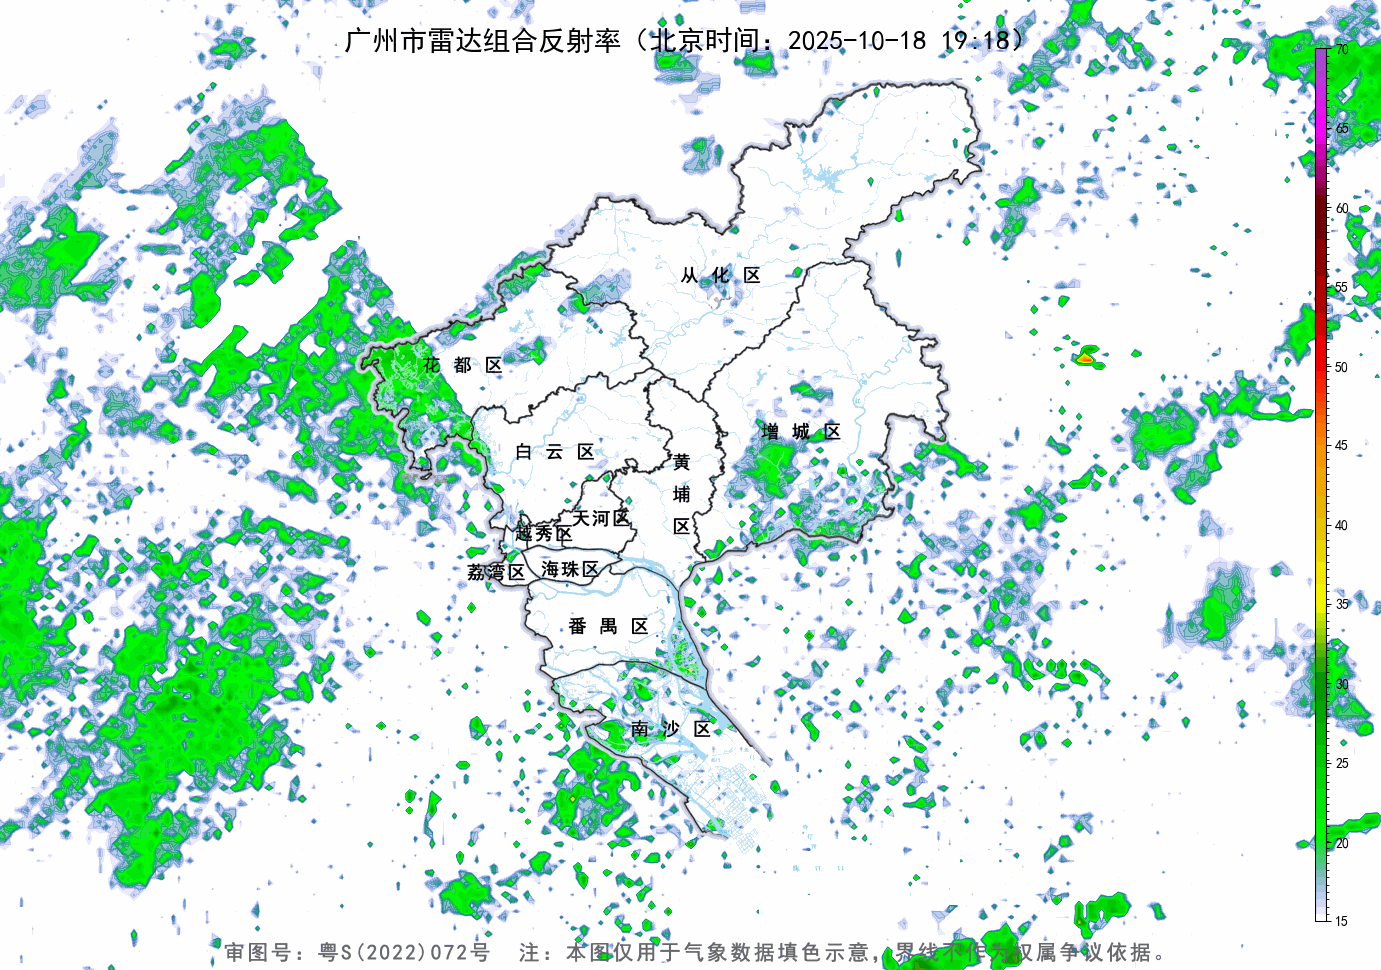 广州市雷达组合反射率（北京时间：2025-10-18 19:18）
70
65
60
55
50
45
40
35
30
25
20
15
从 化 区
花 都 区
增 城 区
白 云 区
黄
埔
区
天河区
越秀区
荔湾区
海珠区
番 禺 区
南 沙 区
审图号：粤S(2022)072号 注：本图仅用于气象数据填色示意，界线不作为权属争议依据。